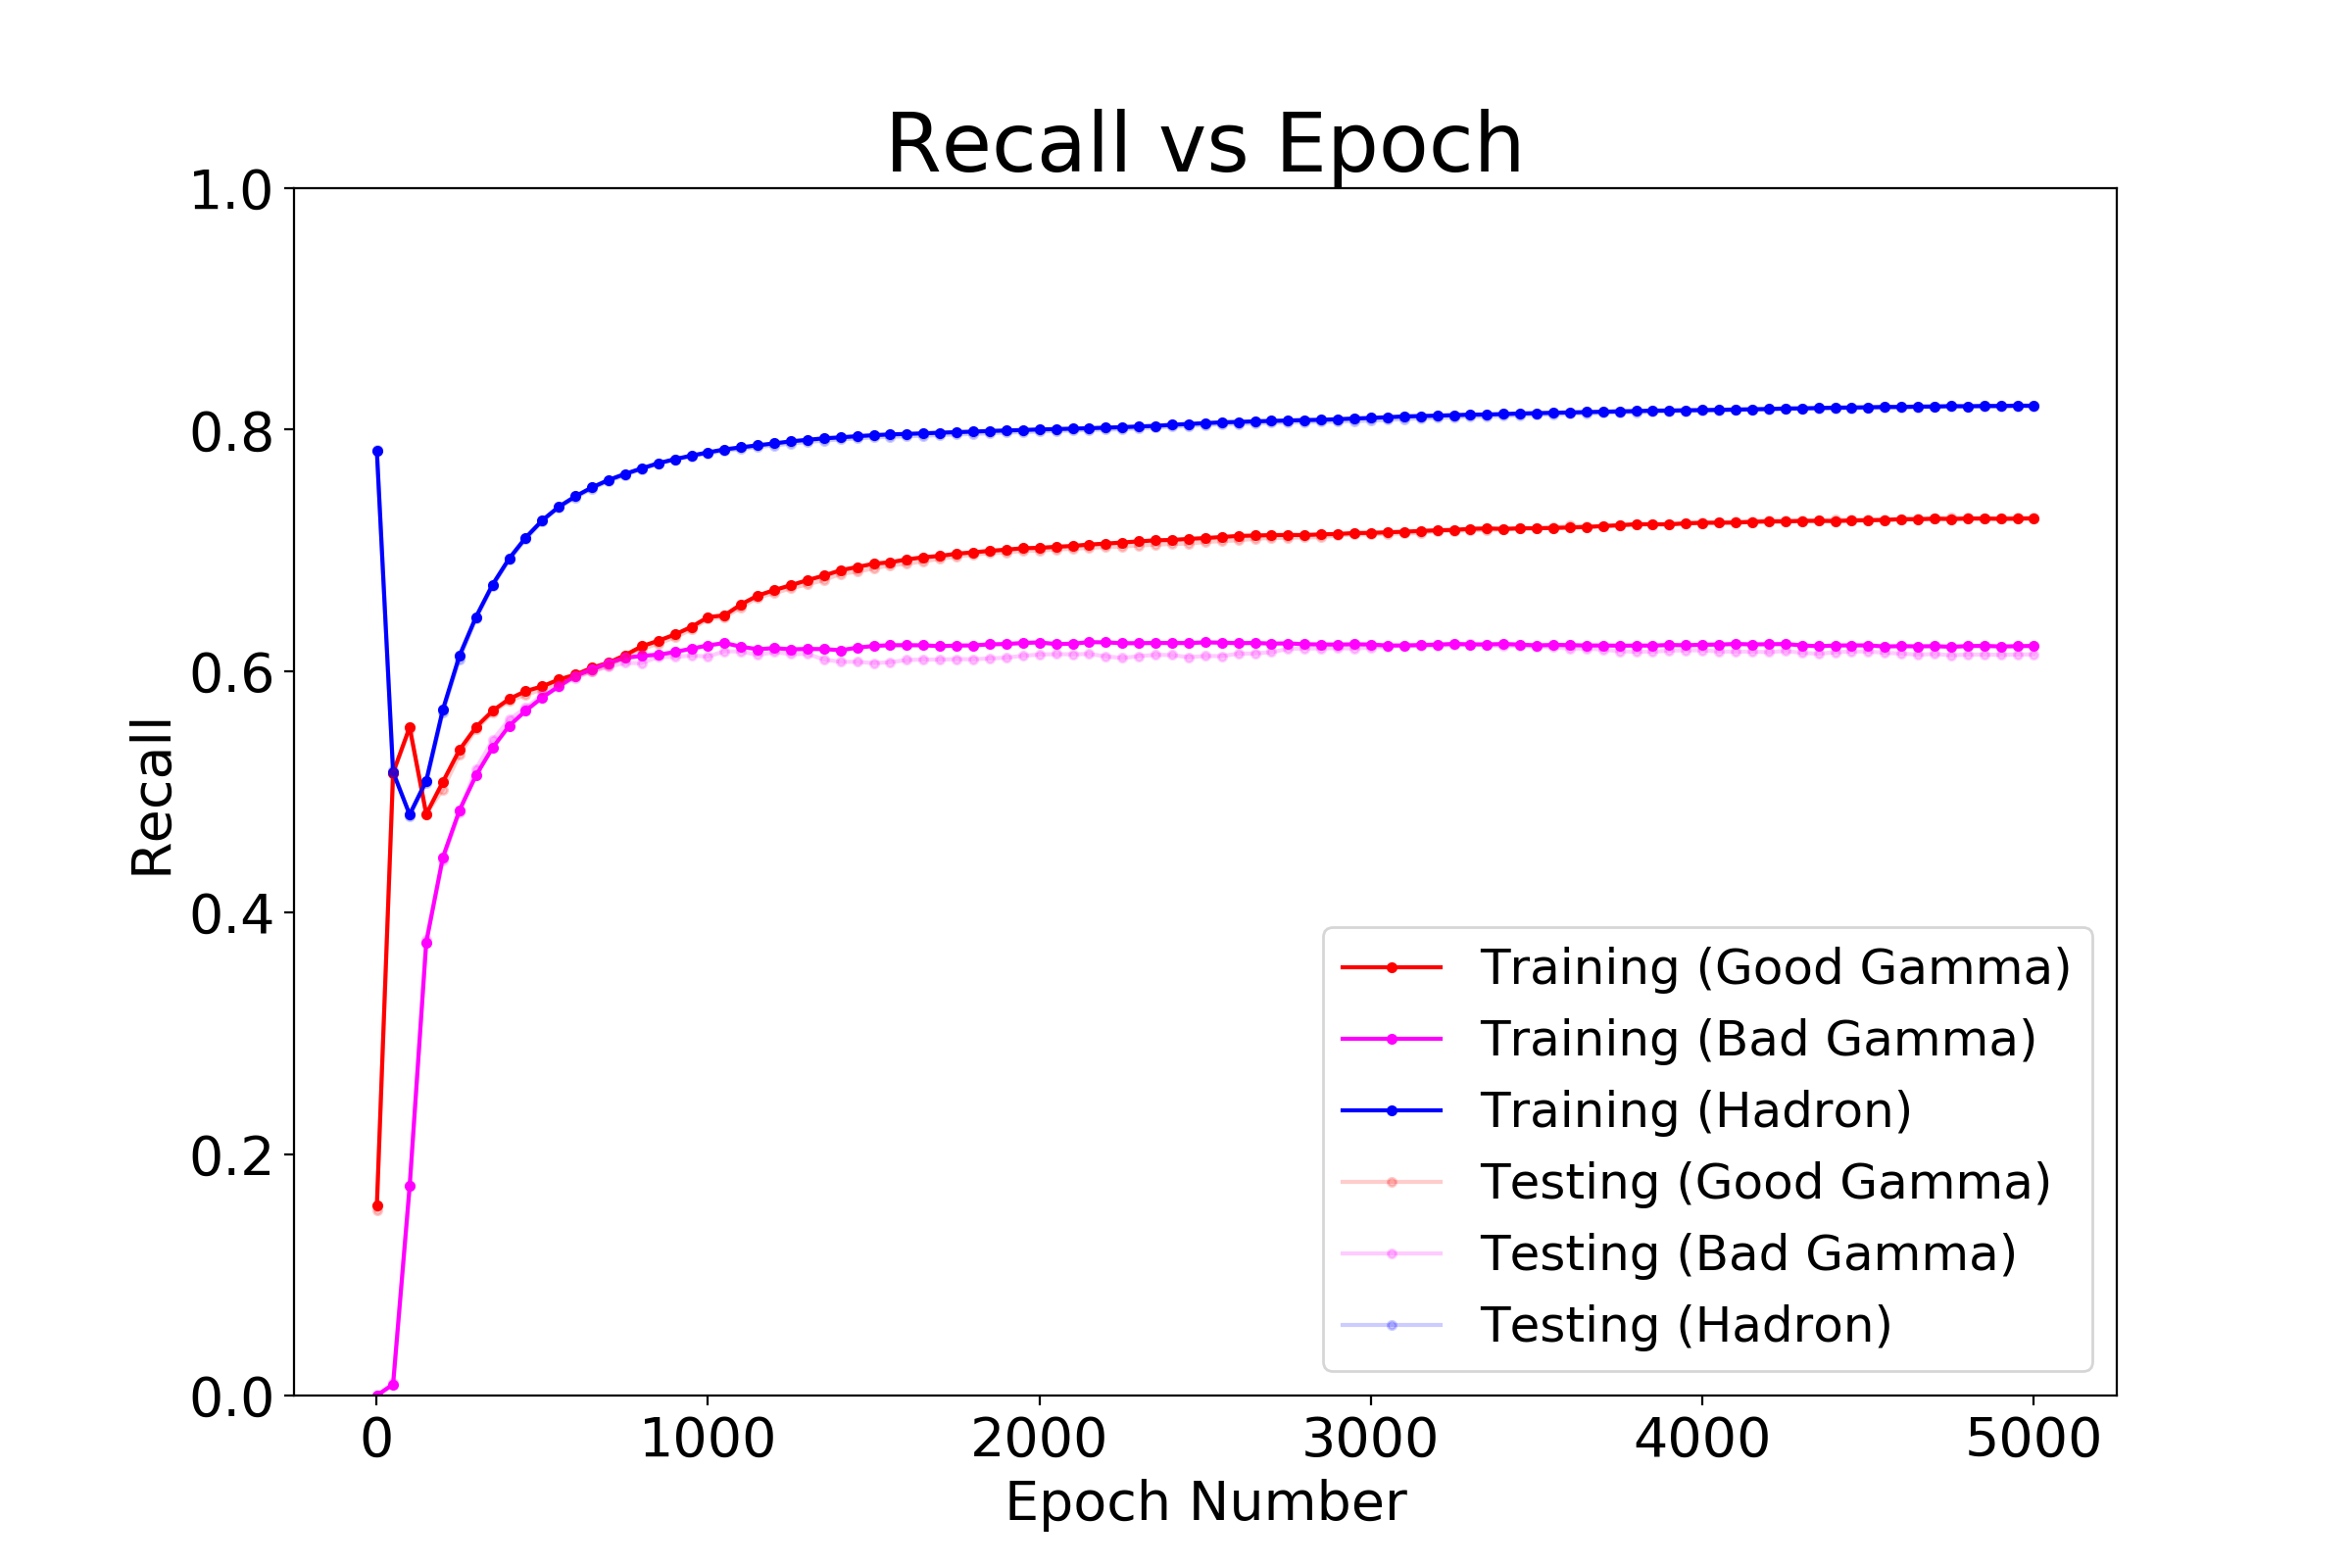 Recall vs Epoch
1.0
0.8
0.6
0.4
0.2
0.0
Recall
0 1000 2000 3000 4000 5000
Epoch Number
Training (Good Gamma)
Training (Bad Gamma)
Training (Hadron)
Testing (Good Gamma)
Testing (Bad Gamma)
Testing (Hadron)